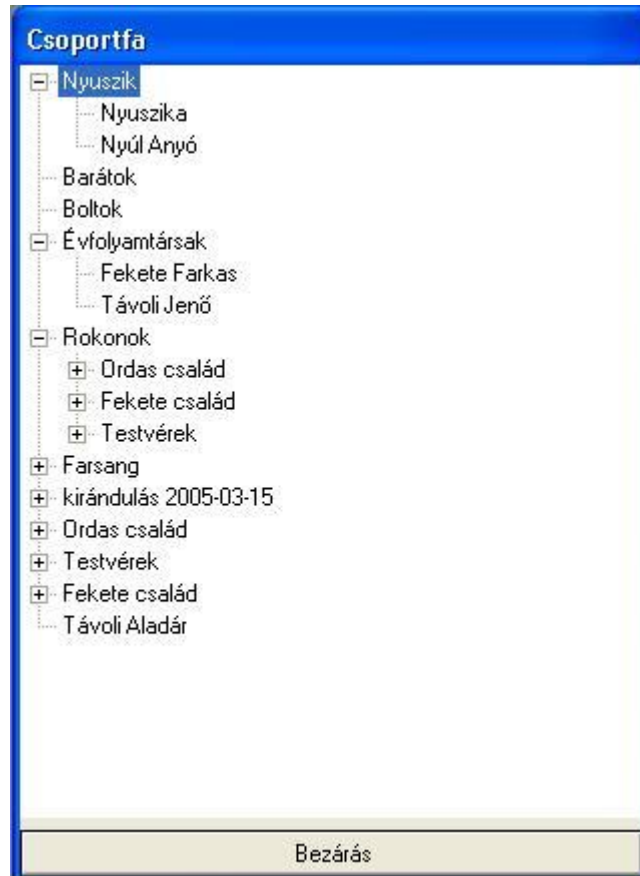 Csoportfa
Nyuszik
Nyuszika
Nyúl Anyó
Barátok
Boltok
Évfolyamtársak
Fekete Farkas
Távoli Jenő
Rokonok
Ordas család
Fekete család
Testvérek
Farsang
kirándulás 2005-03-15
Ordas család
Testvérek
Fekete család
Távoli Aladár
Bezárás